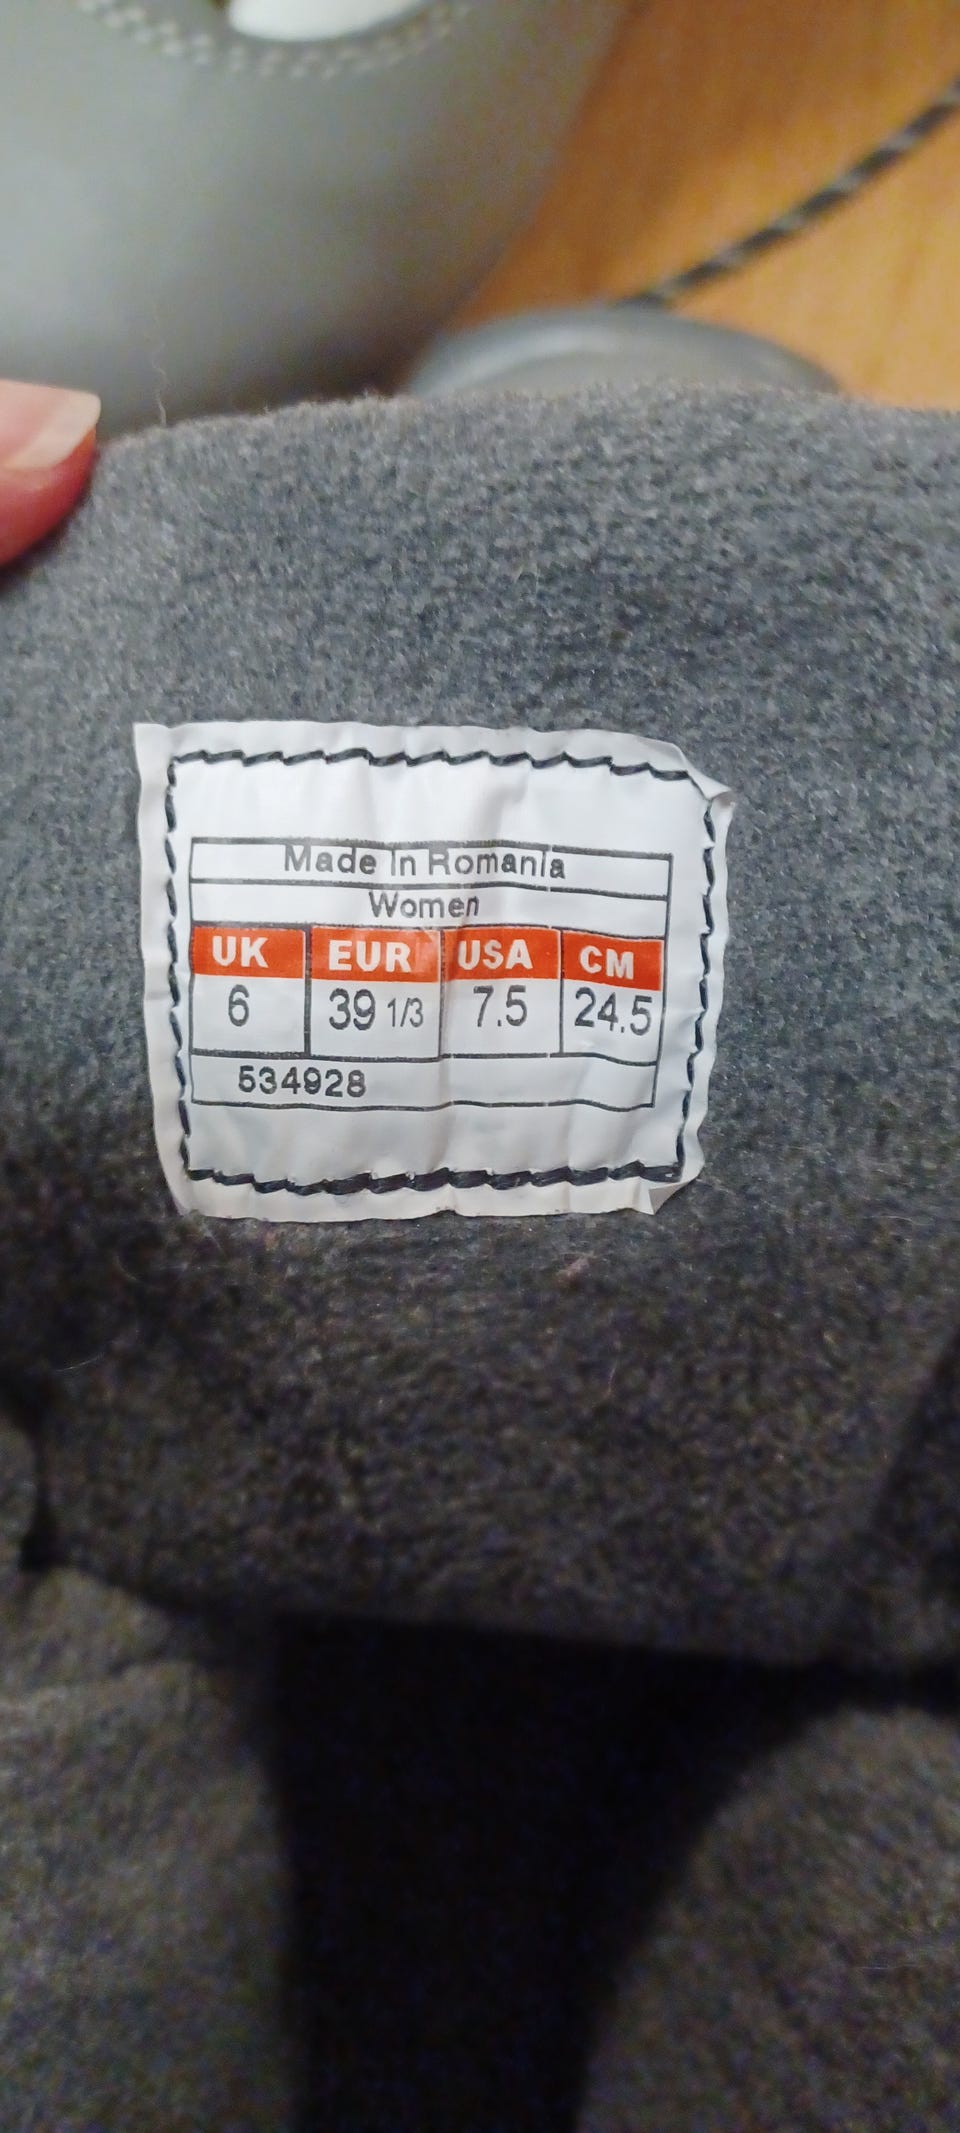 Made In Romania
Women
UK EUR USA CM
6 39 1/3 7.5 24.5
534928